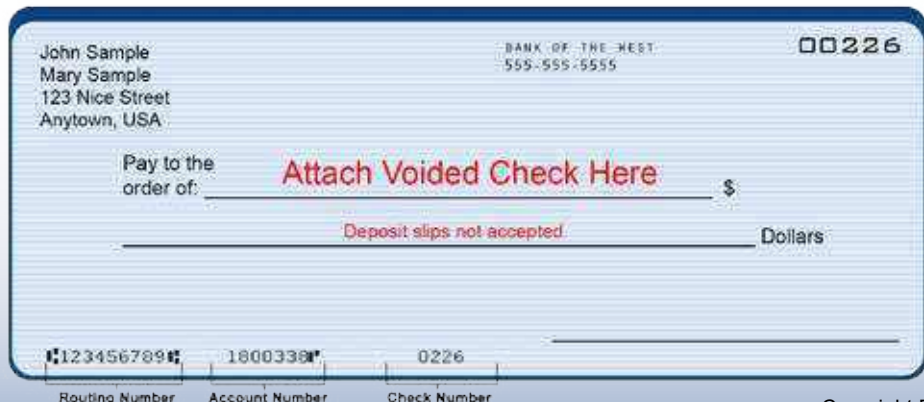 John Sample
Mary Sample
123 Nice Street
Anytown, USA
BANK OF THE WEST
555-555-5555
00226
Pay to the
order of:
Attach Voided Check Here
$
Deposit slips not accepted
Dollars
⑆123456789⑆ 1800338⑈ 0226
Routing Number Account Number Check Number